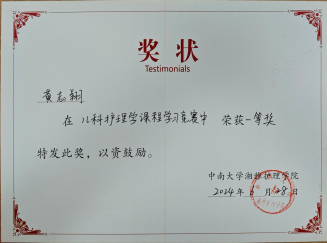 奖状
Testimonials
黄志翔
在儿科护理学课程学习竞赛中 荣获一等奖
特发此奖，以资鼓励。
中南大学湘雅护理学院
2024年6月28日